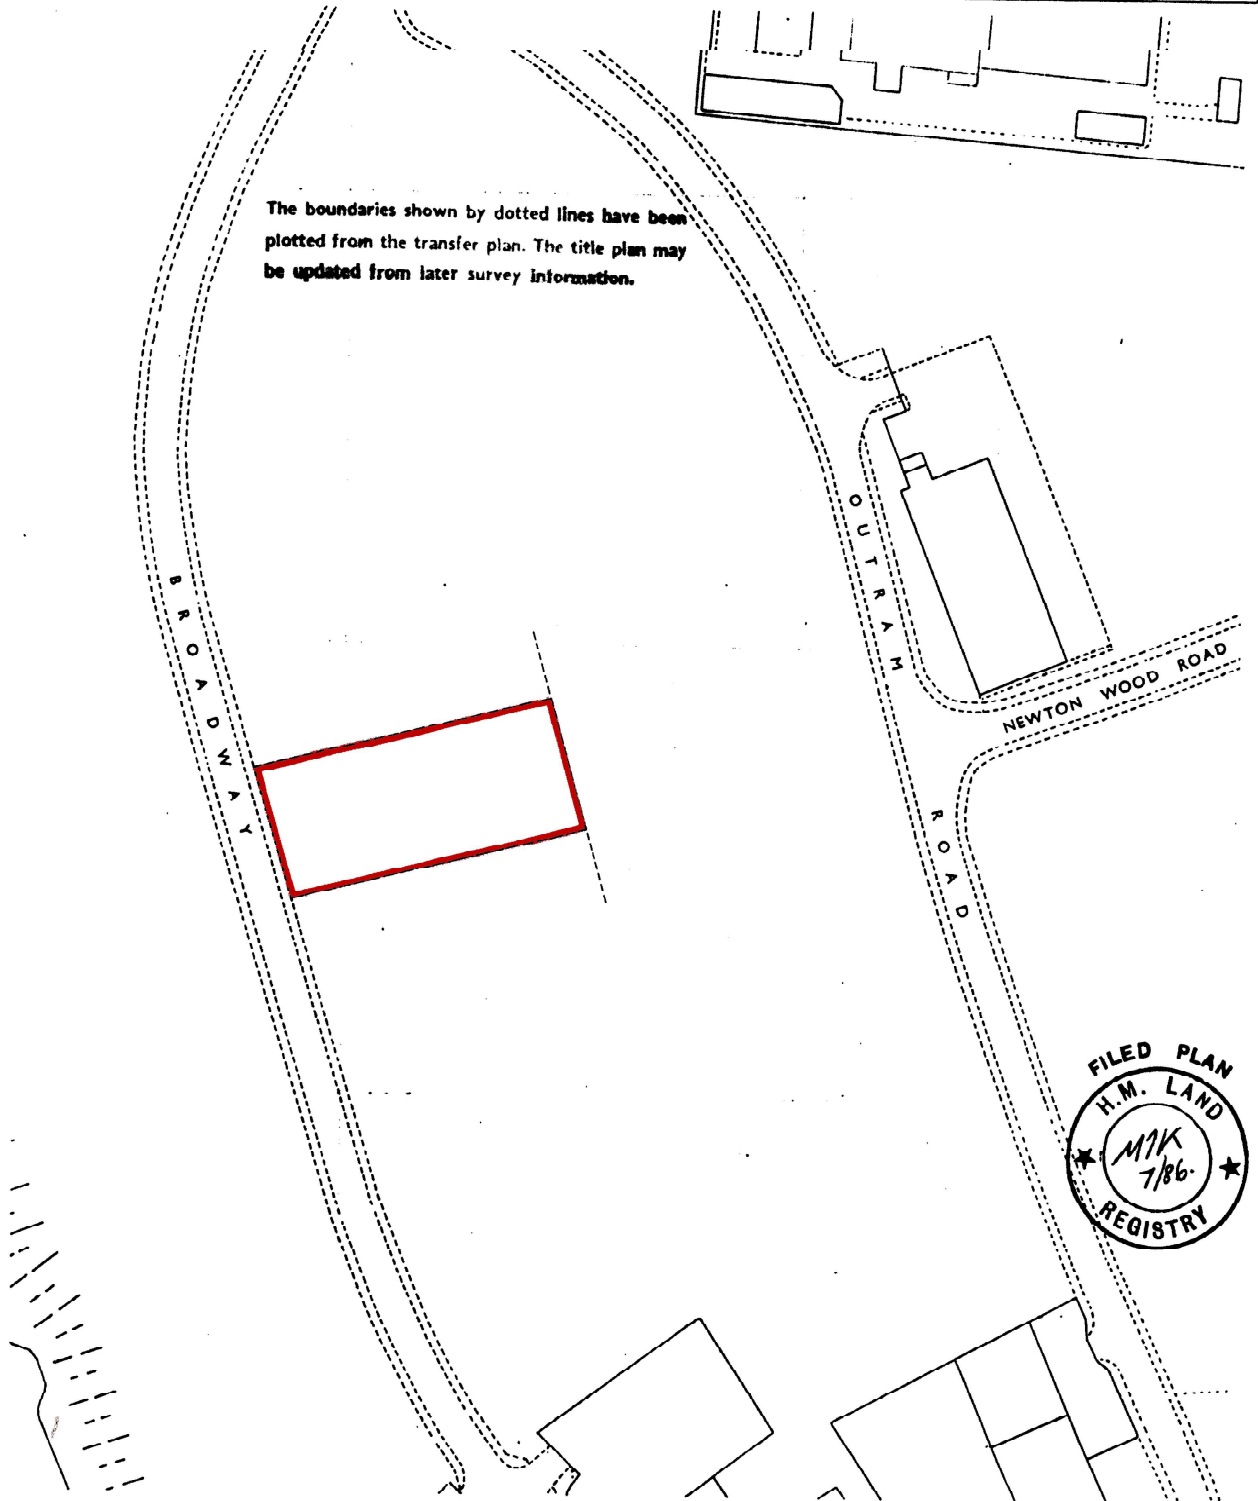 The boundaries shown by dotted lines have been
plotted from the transfer plan. The title plan may
be updated from later survey information.
BROADWAY
OUTRAM ROAD
NEWTON WOOD ROAD
FILED PLAN
H.M. LAND
REGISTRY
MJK
7/86.